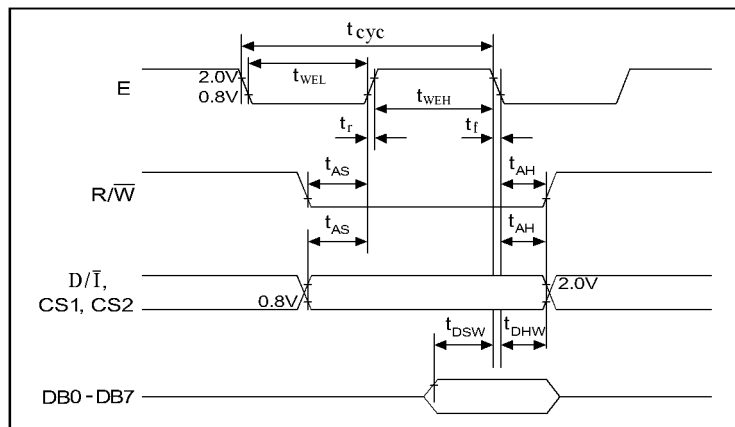 tcyc
2.0V
0.8V
tWEL
E
tWEH
tr
tf
tAS
tAH
R/W̅
tAS
tAH
D/I̅,
CS1, CS2
0.8V
2.0V
tDSW
tDHW
DB0-DB7